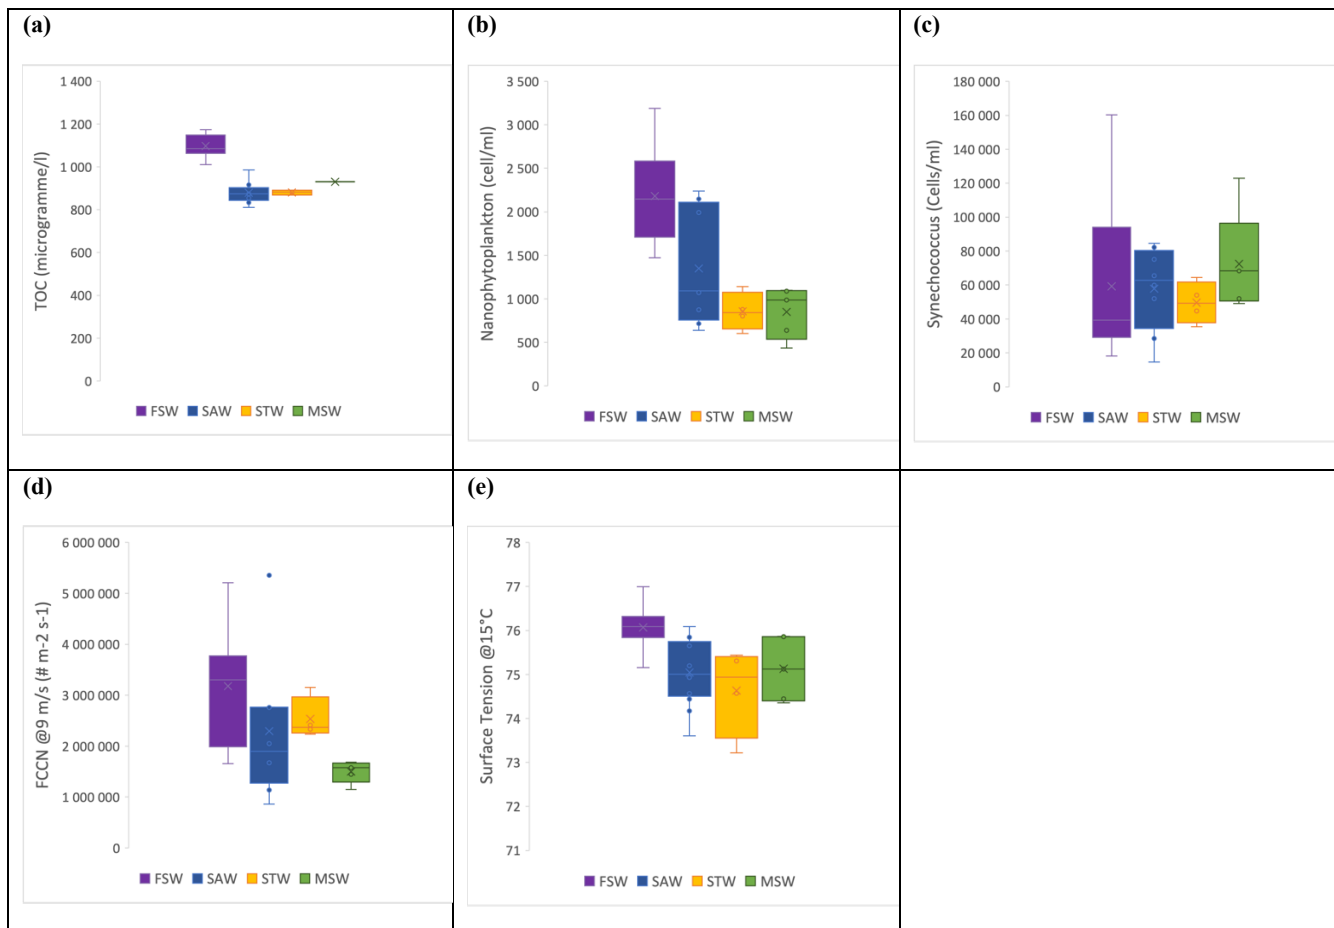 (a)
TOC (microgramme/l)
1 400
1 200
1 000
800
600
400
200
0
FSW SAW STW MSW
(b)
Nanophytoplankton (cell/ml)
3 500
3 000
2 500
2 000
1 500
1 000
500
0
FSW SAW STW MSW
(c)
Synechococcus (Cells/ml)
180 000
160 000
140 000
120 000
100 000
80 000
60 000
40 000
20 000
0
FSW SAW STW MSW
(d)
FCCN @9 m/s (# m-2 s-1)
6 000 000
5 000 000
4 000 000
3 000 000
2 000 000
1 000 000
0
FSW SAW STW MSW
(e)
Surface Tension @15°C
78
77
76
75
74
73
72
71
FSW SAW STW MSW